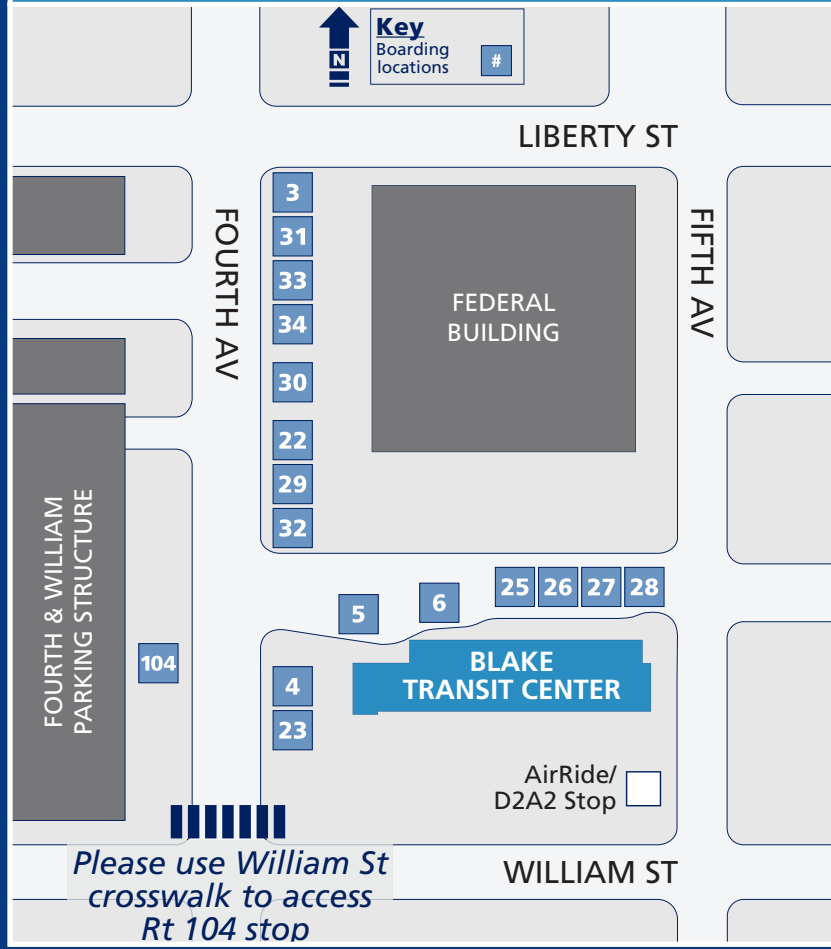 N
Key
Boarding
locations
#
LIBERTY ST
FOURTH AV
FIFTH AV
3
31
33
34
30
22
29
32
FEDERAL
BUILDING
FOURTH & WILLIAM
PARKING STRUCTURE
104
5
6
25 26 27 28
4
23
BLAKE
TRANSIT CENTER
AirRide/
D2A2 Stop
WILLIAM ST
Please use William St
crosswalk to access
Rt 104 stop